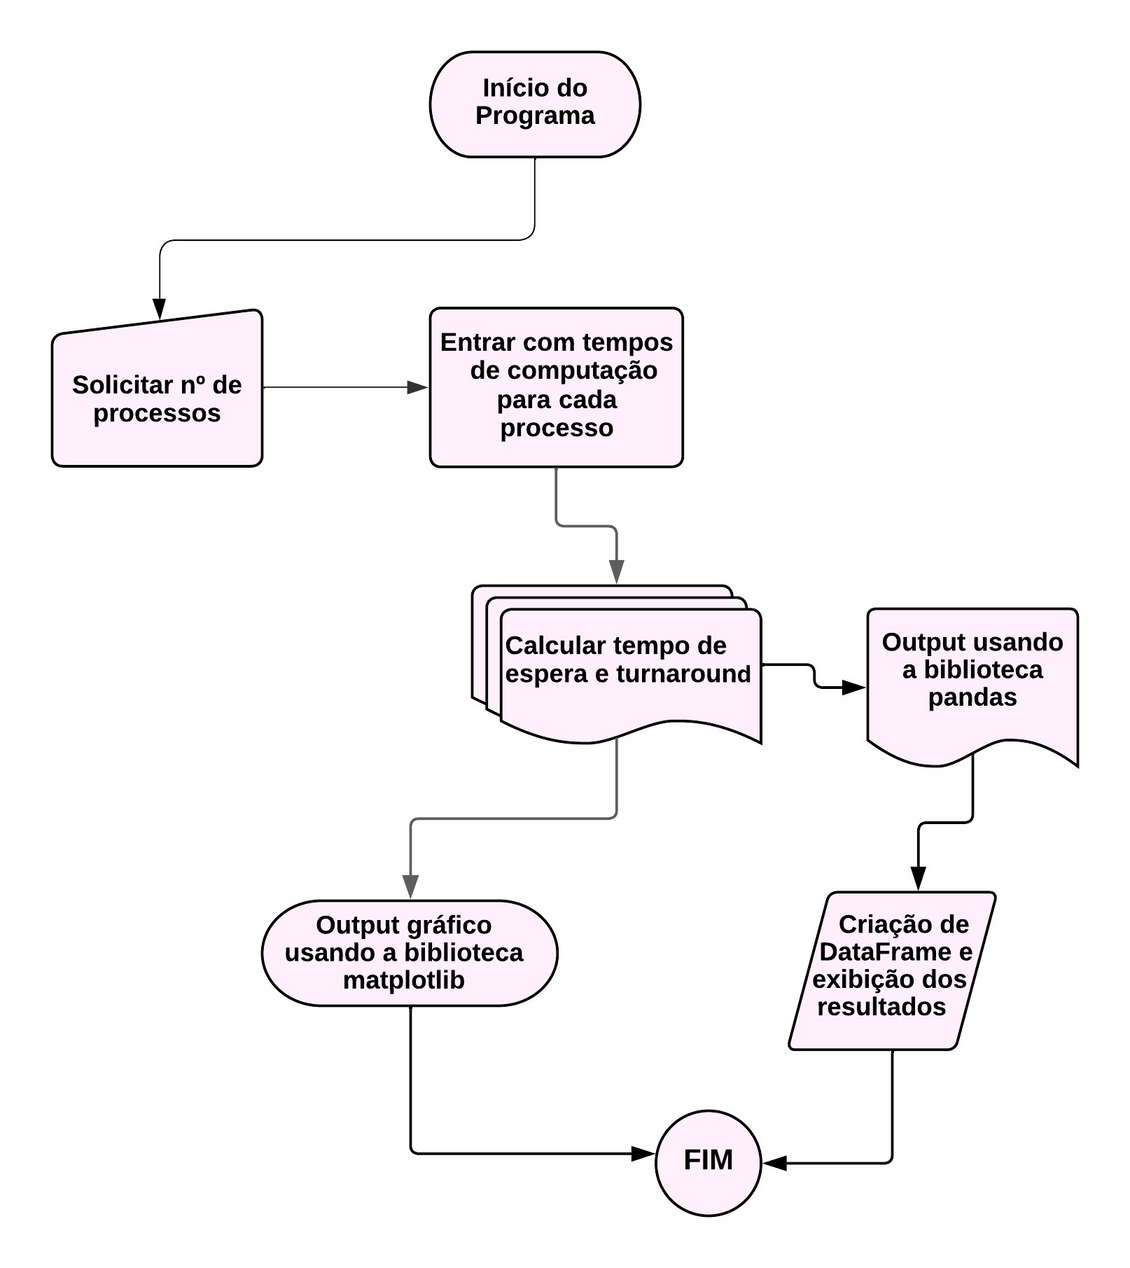 Início do
Programa
Solicitar nº de
processos
Entrar com tempos
de computação
para cada
processo
Calcular tempo de
espera e turnaround
Output usando
a biblioteca
pandas
Output gráfico
usando a biblioteca
matplotlib
Criação de
DataFrame e
exibição dos
resultados
FIM